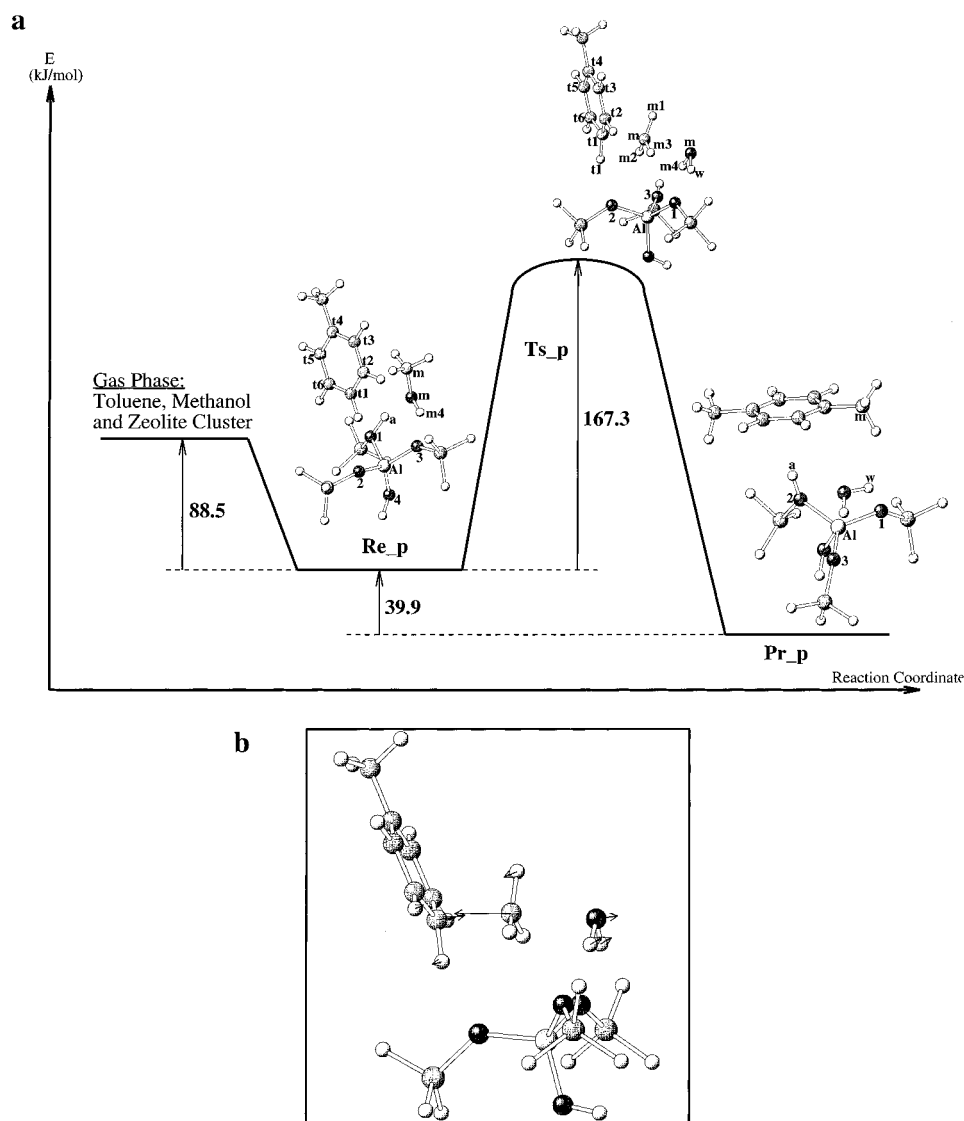 a
E
(kJ/mol)
t4
t5
t3
t6
t2
t1
t1
m1
m
m2
m3
m
m4
w
3
2
Al
1
t4
t3
t5
t2
t6
t1
m
m
m4
a
1
3
Al
2
4
Gas Phase:
Toluene, Methanol
and Zeolite Cluster
88.5
Re_p
39.9
Ts_p
167.3
m
a
w
2
1
Al
3
Pr_p
Reaction Coordinate
b